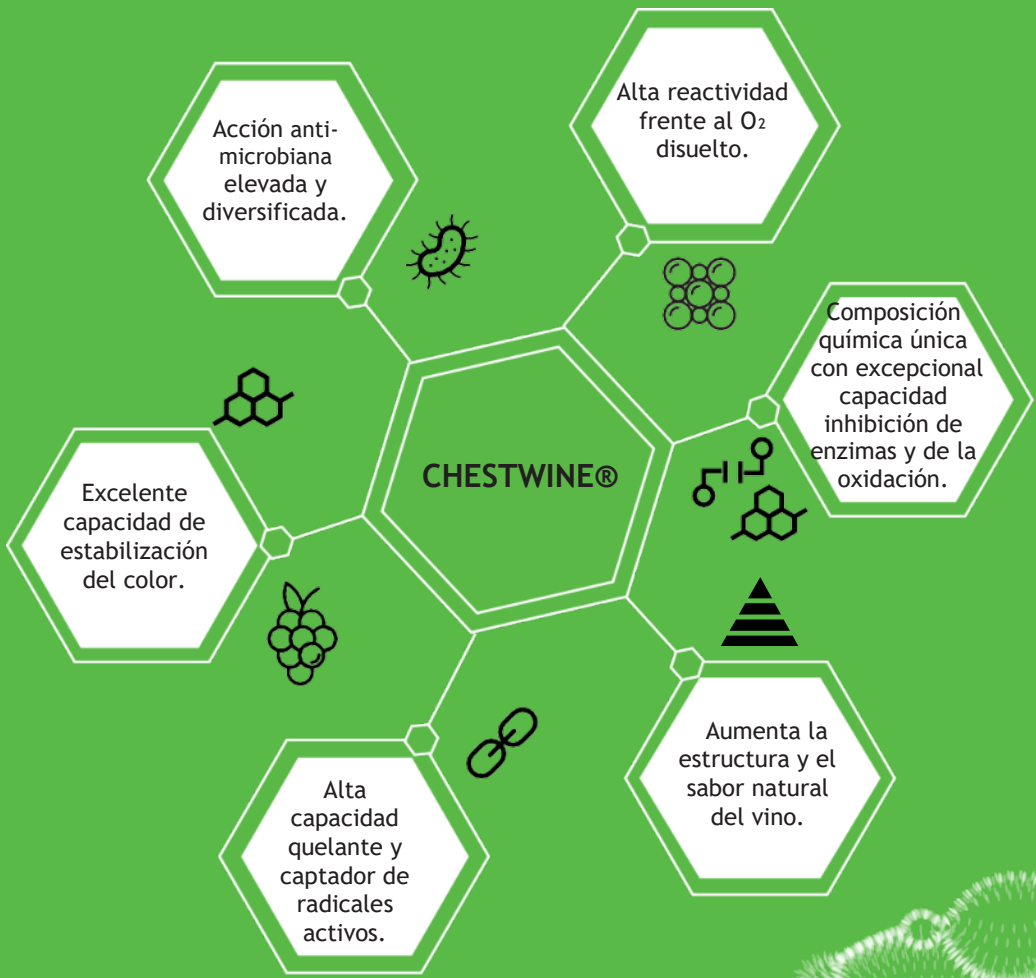 Acción anti-
microbiana
elevada y
diversificada.
Alta reactividad
frente al O₂
disuelto.
Composición
química única
con excepcional
capacidad
inhibición de
enzimas y de la
oxidación.
CHESTWINE®
Excelente
capacidad de
estabilización
del color.
Aumenta la
estructura y el
sabor natural
del vino.
Alta
capacidad
quelante y
captador de
radicales
activos.